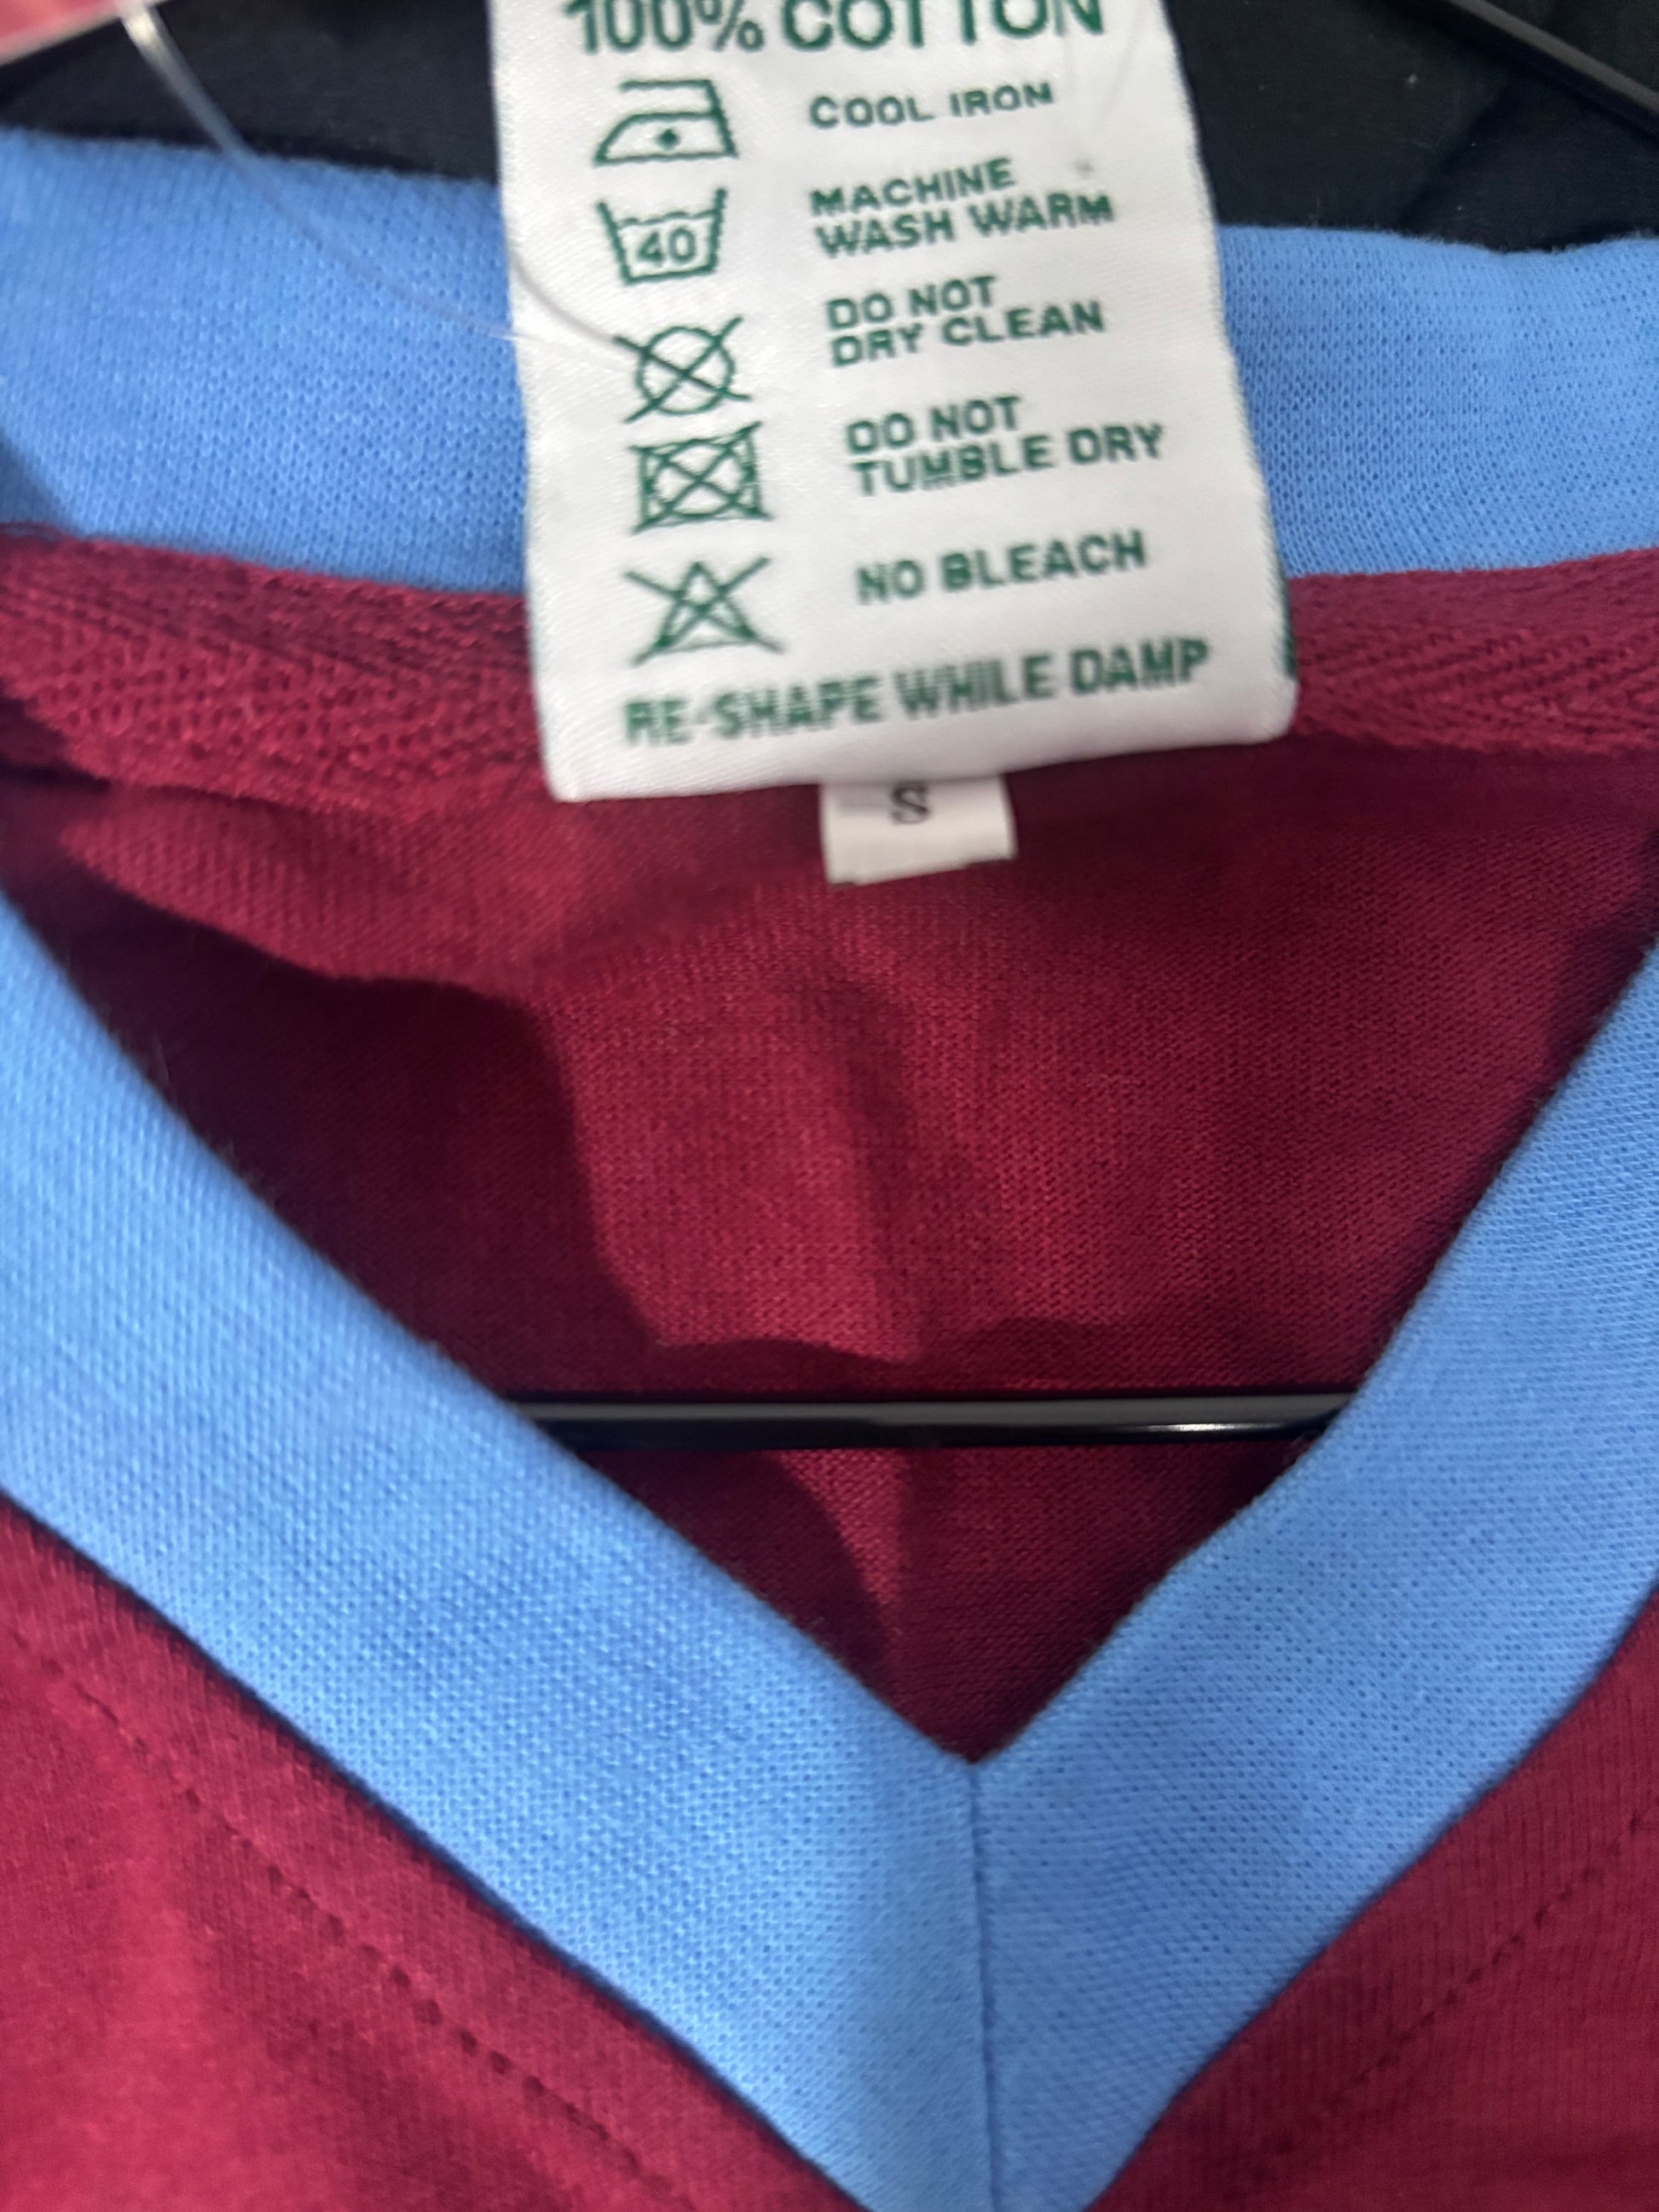 100% COTTON
COOL IRON
MACHINE
WASH WARM
40
DO NOT
DRY CLEAN
DO NOT
TUMBLE DRY
NO BLEACH
RE-SHAPE WHILE DAMP
S